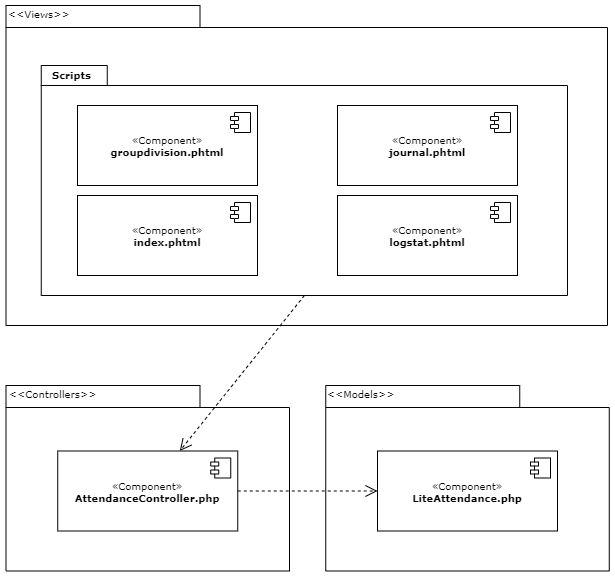 <<Views>>
Scripts
«Component»
groupdivision.phtml
«Component»
journal.phtml
«Component»
index.phtml
«Component»
logstat.phtml
<<Controllers>>
<<Models>>
«Component»
AttendanceController.php
«Component»
LiteAttendance.php